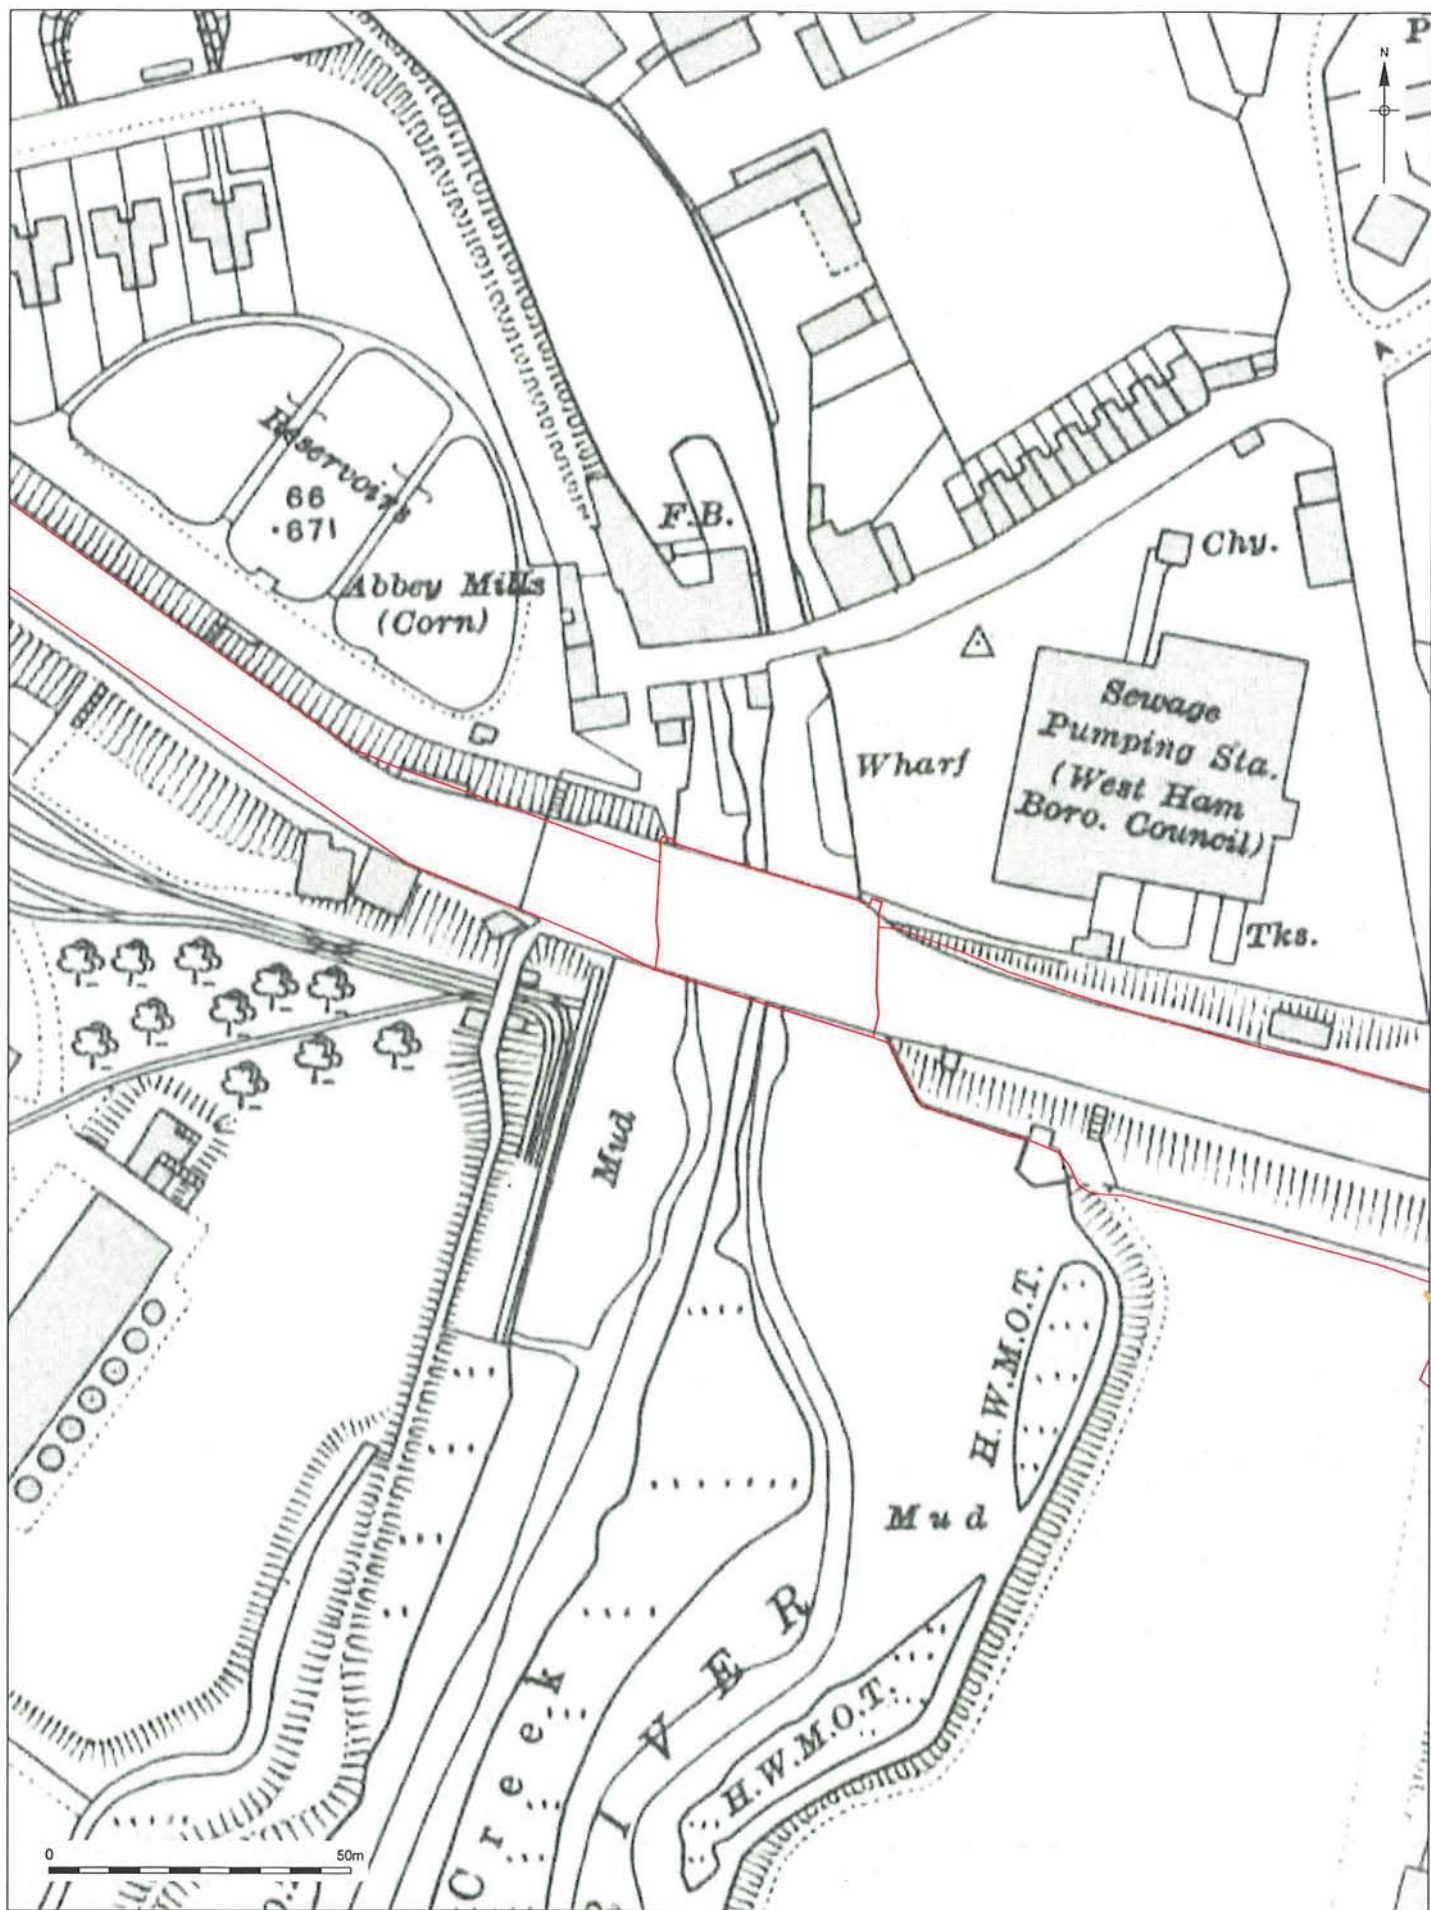 P
N
Reservoirs
66
·671
Abbey Mills
(Corn)
F.B.
Chy.
Sewage
Pumping Sta.
(West Ham
Boro. Council)
Wharf
Tks.
Mud
H.W.M.O.T.
Mud
H.W.M.O.T.
Creek
IVER
0
50m